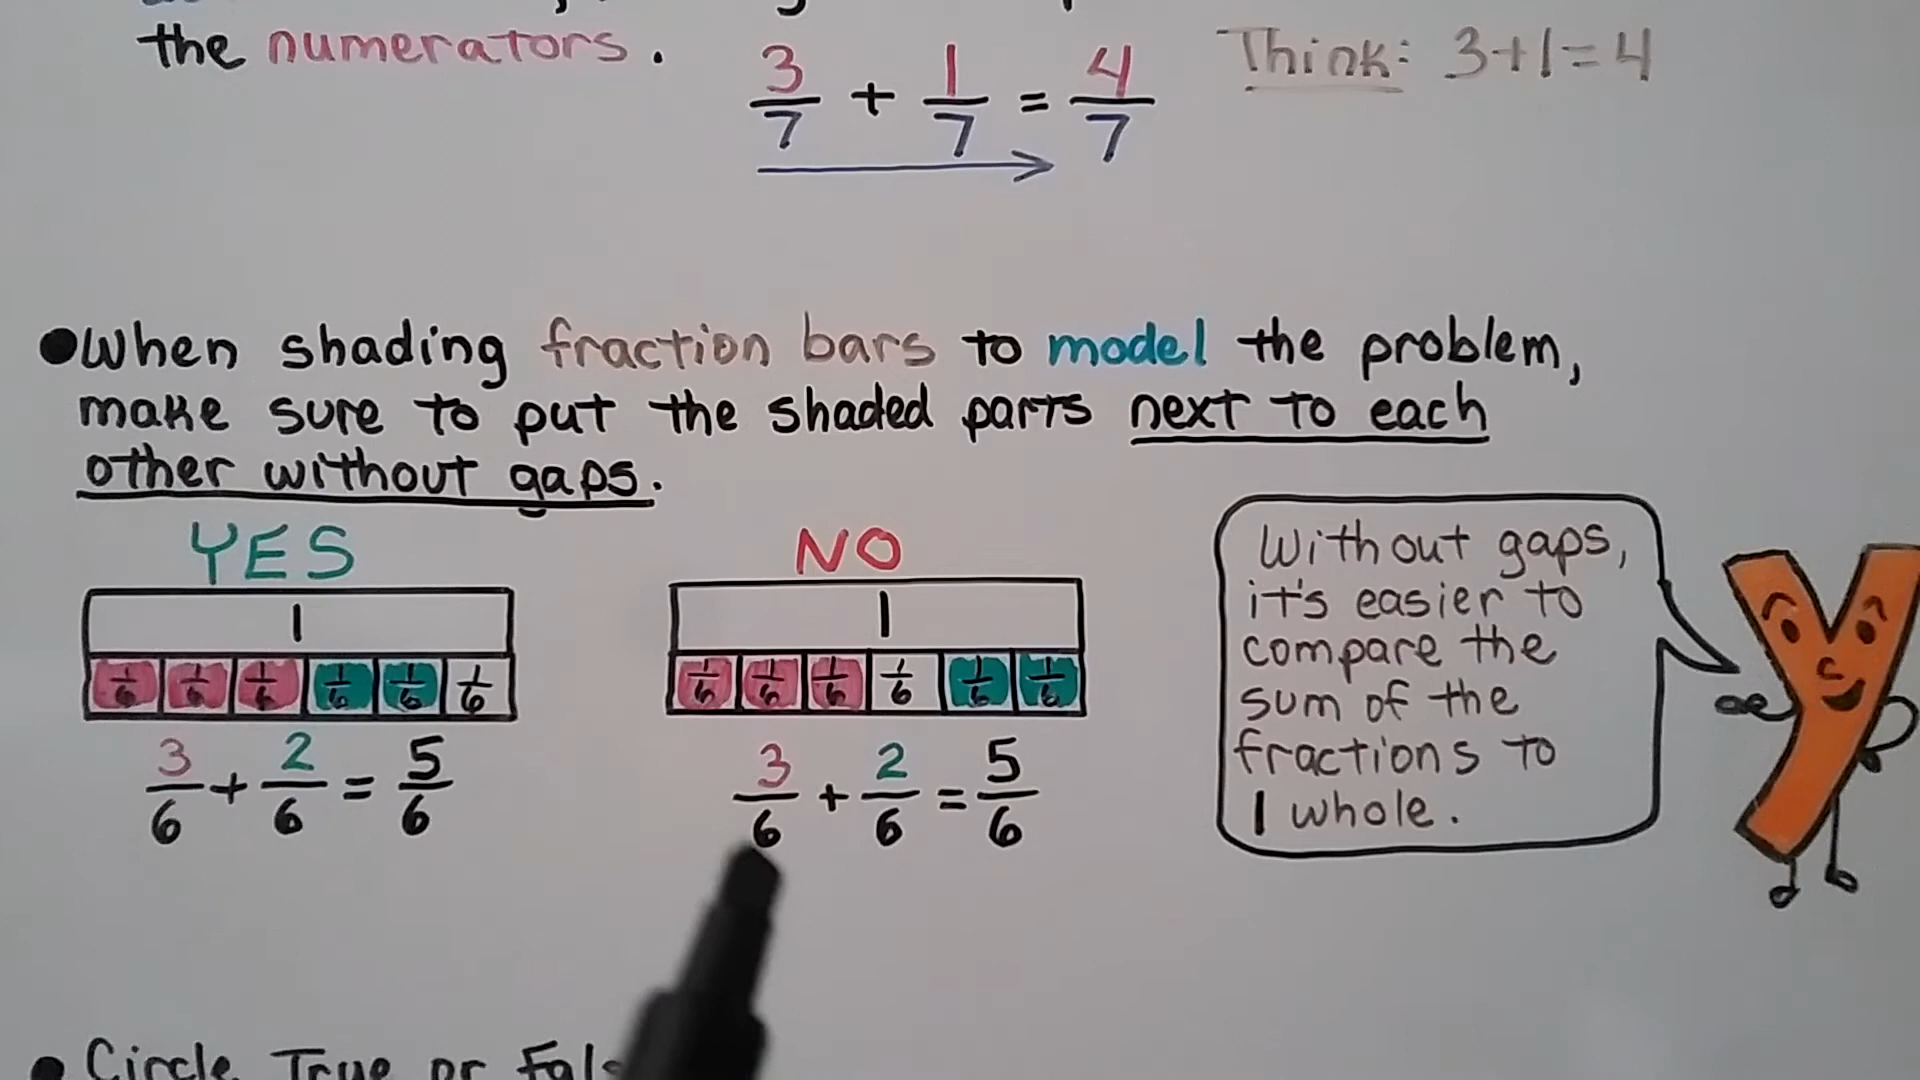 the numerators.
3/7 + 1/7 = 4/7
Think: 3+1=4
●When shading fraction bars to model the problem,
make sure to put the shaded parts next to each
other without gaps.
YES
1
1/6 1/6 1/6 1/6 1/6 1/6
3/6 + 2/6 = 5/6
NO
1
1/6 1/6 1/6 1/6 1/6 1/6
3/6 + 2/6 = 5/6
Without gaps,
it's easier to
compare the
sum of the
fractions to
1 whole.
● Circle True or